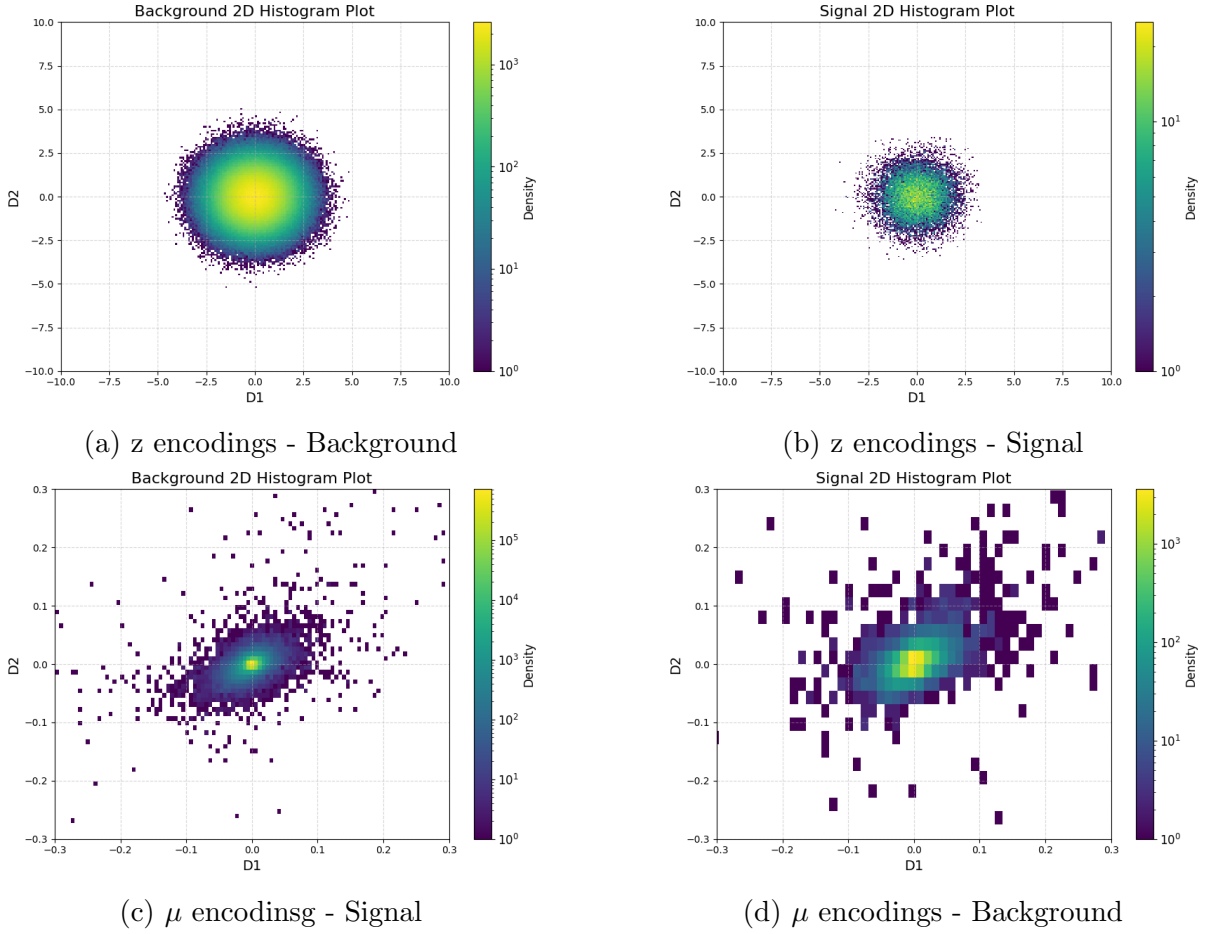 Background 2D Histogram Plot
10.0
7.5
5.0
2.5
0.0
−2.5
−5.0
−7.5
−10.0
D2
−10.0 −7.5 −5.0 −2.5 0.0 2.5 5.0 7.5 10.0
D1
10³
10²
10¹
10⁰
Density
(a) z encodings - Background
Signal 2D Histogram Plot
10.0
7.5
5.0
2.5
0.0
−2.5
−5.0
−7.5
−10.0
D2
−10.0 −7.5 −5.0 −2.5 0.0 2.5 5.0 7.5 10.0
D1
10¹
10⁰
Density
(b) z encodings - Signal
Background 2D Histogram Plot
0.3
0.2
0.1
0.0
−0.1
−0.2
−0.3
D2
−0.3 −0.2 −0.1 0.0 0.1 0.2 0.3
D1
10⁵
10⁴
10³
10²
10¹
10⁰
Density
(c) μ encodinsg - Signal
Signal 2D Histogram Plot
0.3
0.2
0.1
0.0
−0.1
−0.2
−0.3
D2
−0.3 −0.2 −0.1 0.0 0.1 0.2 0.3
D1
10³
10²
10¹
10⁰
Density
(d) μ encodings - Background